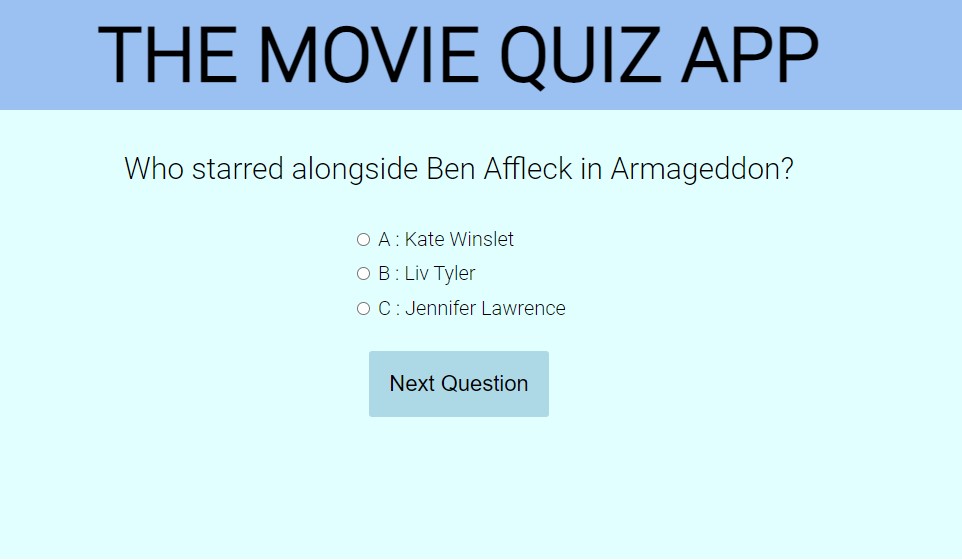 THE MOVIE QUIZ APP
Who starred alongside Ben Affleck in Armageddon?
A : Kate Winslet
B : Liv Tyler
C : Jennifer Lawrence
Next Question